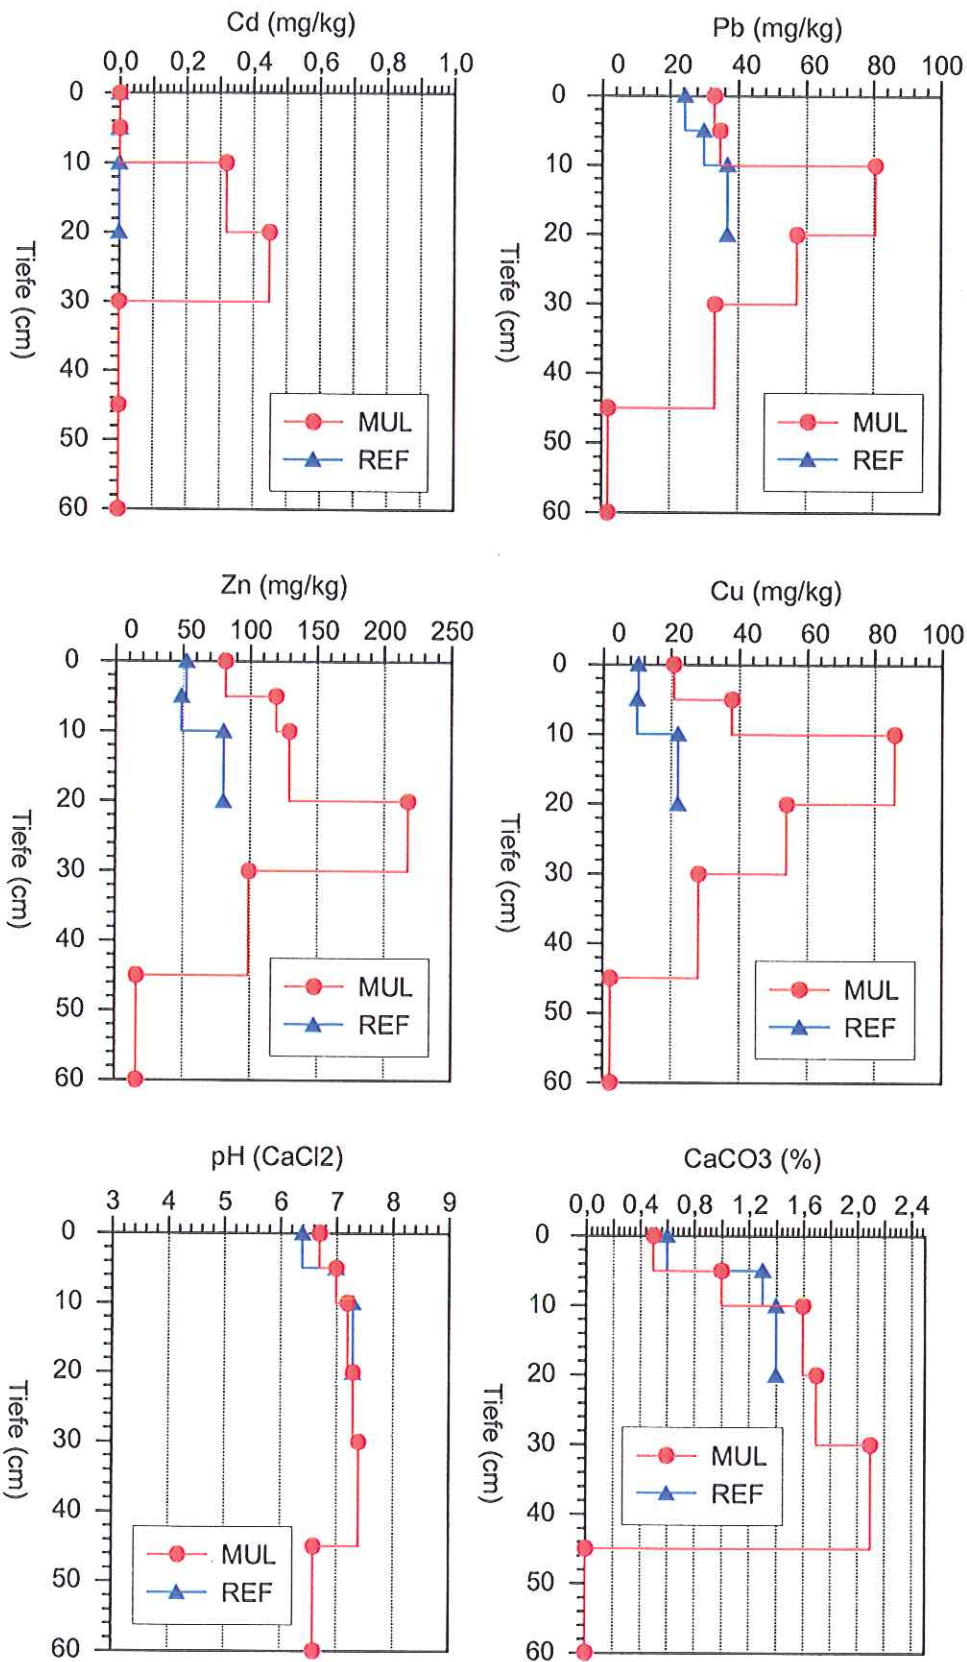 Cd (mg/kg)
0,0 0,2 0,4 0,6 0,8 1,0
0
10
20
30
40
50
60
Tiefe (cm)
MUL
REF
Pb (mg/kg)
0 20 40 60 80 100
0
10
20
30
40
50
60
Tiefe (cm)
MUL
REF
Zn (mg/kg)
0 50 100 150 200 250
0
10
20
30
40
50
60
Tiefe (cm)
MUL
REF
Cu (mg/kg)
0 20 40 60 80 100
0
10
20
30
40
50
60
Tiefe (cm)
MUL
REF
pH (CaCl2)
3 4 5 6 7 8 9
0
10
20
30
40
50
60
Tiefe (cm)
MUL
REF
CaCO3 (%)
0,0 0,4 0,8 1,2 1,6 2,0 2,4
0
10
20
30
40
50
60
Tiefe (cm)
MUL
REF